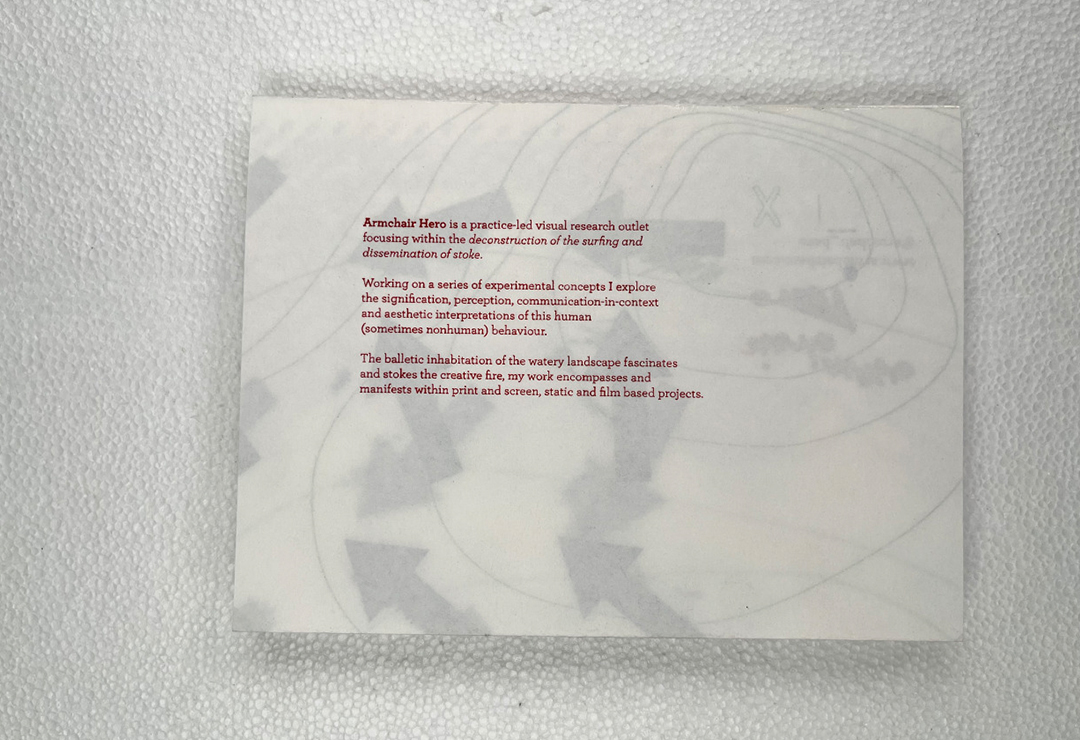 Armchair Hero is a practice-led visual research outlet
focusing within the deconstruction of the surfing and
dissemination of stoke.
Working on a series of experimental concepts I explore
the signification, perception, communication-in-context
and aesthetic interpretations of this human
(sometimes nonhuman) behaviour.
The balletic inhabitation of the watery landscape fascinates
and stokes the creative fire, my work encompasses and
manifests within print and screen, static and film based projects.